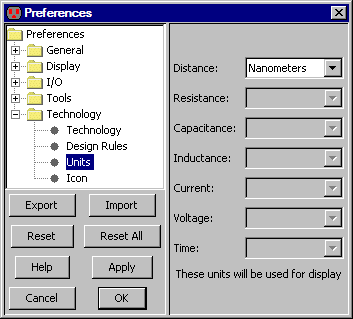 Preferences
Preferences
General
Display
I/O
Tools
Technology
Technology
Design Rules
Units
Icon
Export
Import
Reset
Reset All
Help
Apply
Cancel
OK
Distance: Nanometers
Resistance:
Capacitance:
Inductance:
Current:
Voltage:
Time:
These units will be used for display